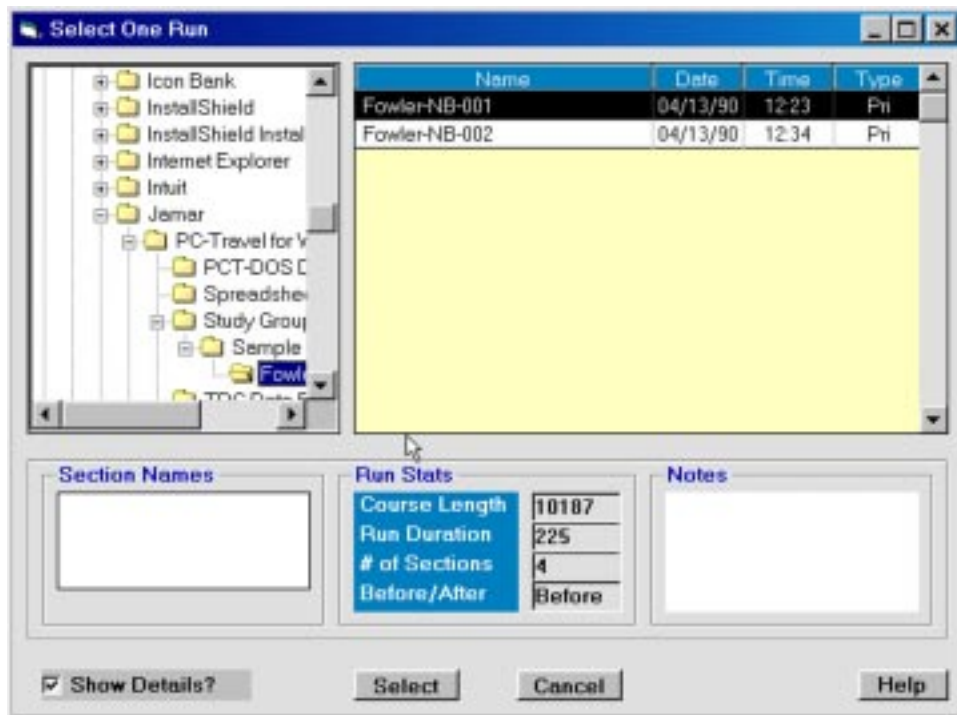 Select One Run
Icon Bank
InstallShield
InstallShield Instal
Internet Explorer
Intuit
Jamar
PC-Travel for
PCT-DOS
Spreadshe
Study Grou
Sample
Fowl
Name Date Time Type
Fowler-NB-001 04/13/90 12:23 Pri
Fowler-NB-002 04/13/90 12:34 Pri
Section Names
Run Stats
Course Length 10187
Run Duration 225
# of Sections 4
Before/After Before
Notes
Show Details?
Select
Cancel
Help